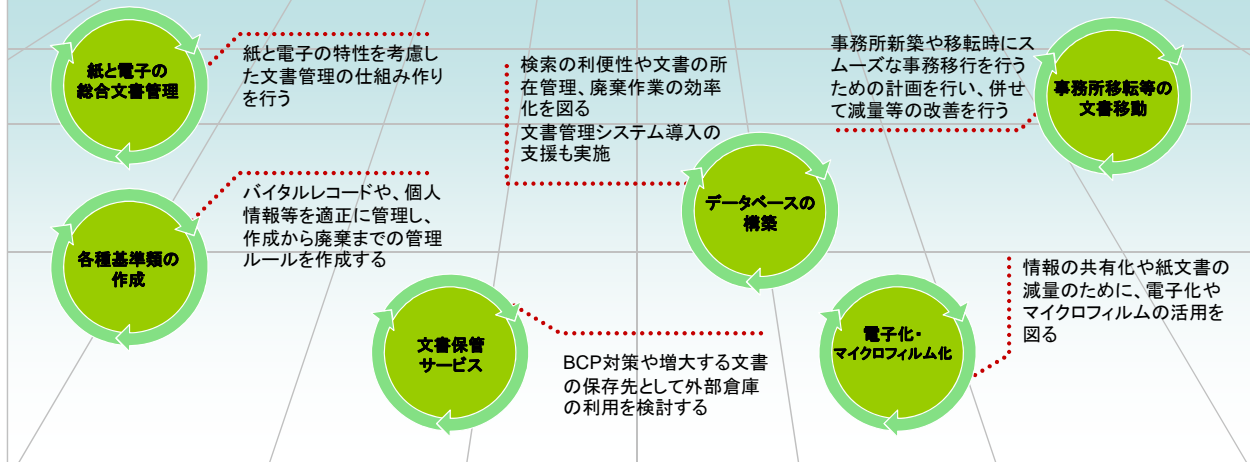 紙と電子の
総合文書管理
紙と電子の特性を考慮し
た文書管理の仕組み作り
を行う
検索の利便性や文書の所
在管理、廃棄作業の効率
化を図る
文書管理システム導入の
支援も実施
事務所新築や移転時にス
ムーズな事務移行を行う
ための計画を行い、併せ
て減量等の改善を行う
事務所移転等の
文書移動
各種基準類の
作成
バイタルレコードや、個人
情報等を適正に管理し、
作成から廃棄までの管理
ルールを作成する
データベースの
構築
文書保管
サービス
BCP対策や増大する文書
の保存先として外部倉庫
の利用を検討する
電子化・
マイクロフィルム化
情報の共有化や紙文書の
減量のために、電子化や
マイクロフィルムの活用を
図る